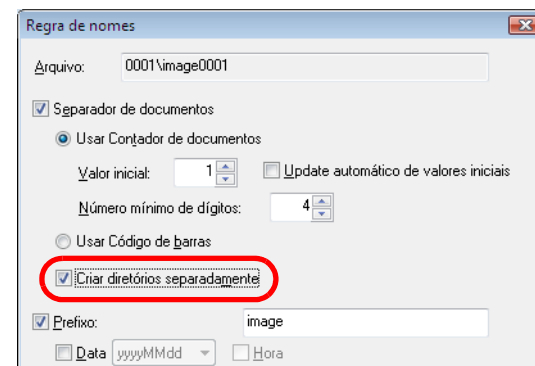 Regra de nomes
Arquivo: 0001\image0001
Separador de documentos
Usar Contador de documentos
Valor inicial: 1 Update automático de valores iniciais
Número mínimo de dígitos: 4
Usar Código de barras
Criar diretórios separadamente
Prefixo: image
Data yyyyMMdd Hora